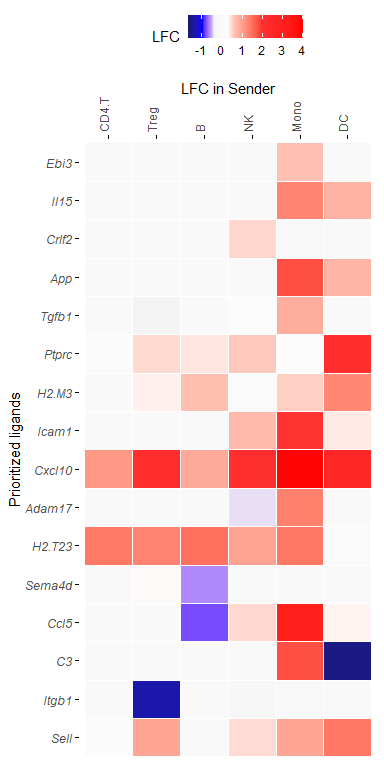 LFC
-1 0 1 2 3 4
LFC in Sender
CD4.T Treg B NK Mono DC
Prioritized ligands
Ebi3
Il15
Crlf2
App
Tgfb1
Ptprc
H2.M3
Icam1
Cxcl10
Adam17
H2.T23
Sema4d
Ccl5
C3
Itgb1
Sell